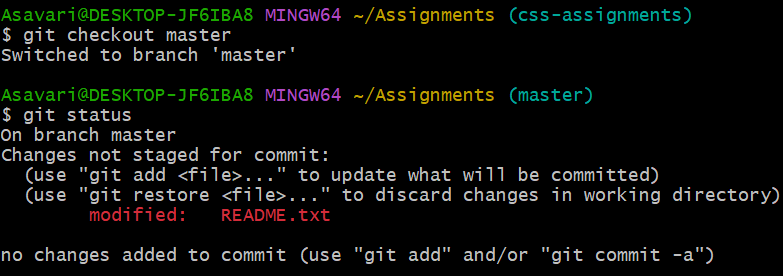 Asavari@DESKTOP-JF6IBA8 MINGW64 ~/Assignments (css-assignments)
$ git checkout master
Switched to branch 'master'
Asavari@DESKTOP-JF6IBA8 MINGW64 ~/Assignments (master)
$ git status
On branch master
Changes not staged for commit:
  (use "git add <file>..." to update what will be committed)
  (use "git restore <file>..." to discard changes in working directory)
        modified:   README.txt
no changes added to commit (use "git add" and/or "git commit -a")